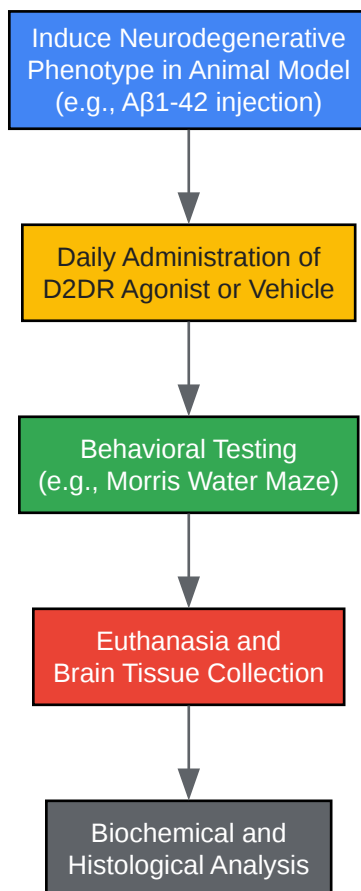 Induce Neurodegenerative
Phenotype in Animal Model
(e.g., Aβ1-42 injection)
Daily Administration of
D2DR Agonist or Vehicle
Behavioral Testing
(e.g., Morris Water Maze)
Euthanasia and
Brain Tissue Collection
Biochemical and
Histological Analysis